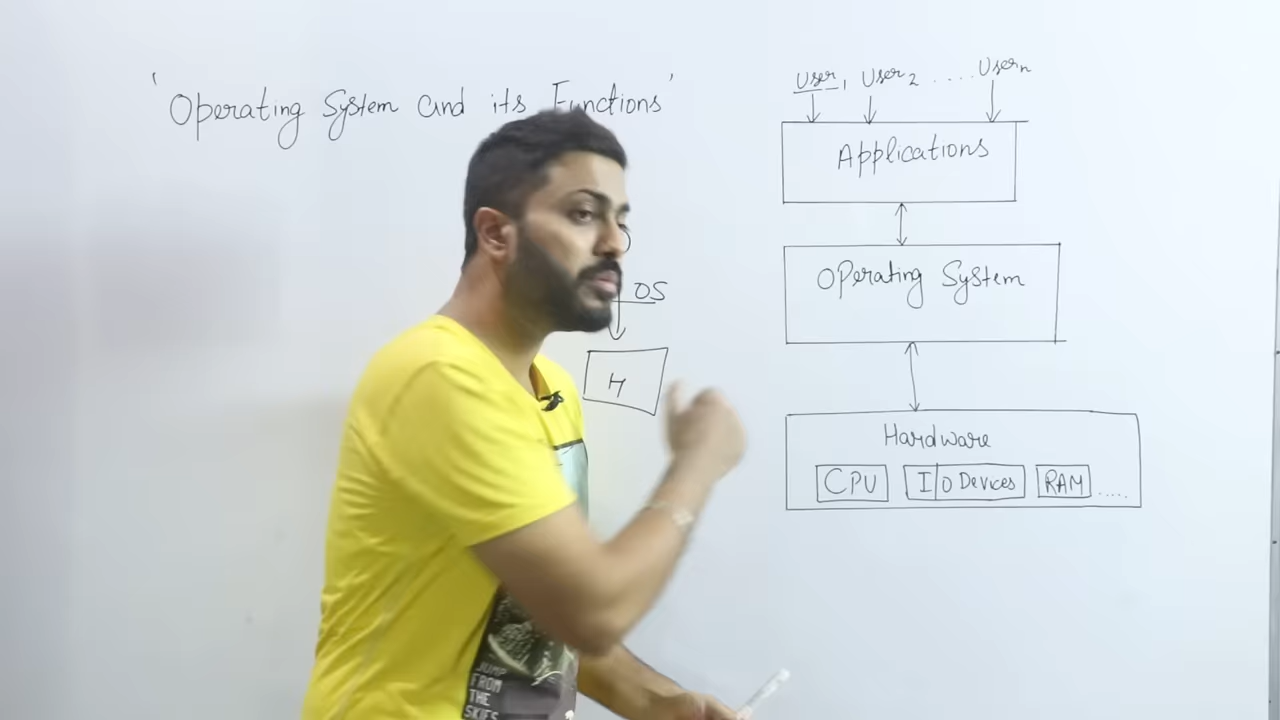 'Operating System and its Functions'
User1 User2 .... Usern
Applications
Operating System
OS
H
Hardware
CPU I/O Devices RAM .....
JUMP
FROM
THE
SKIES